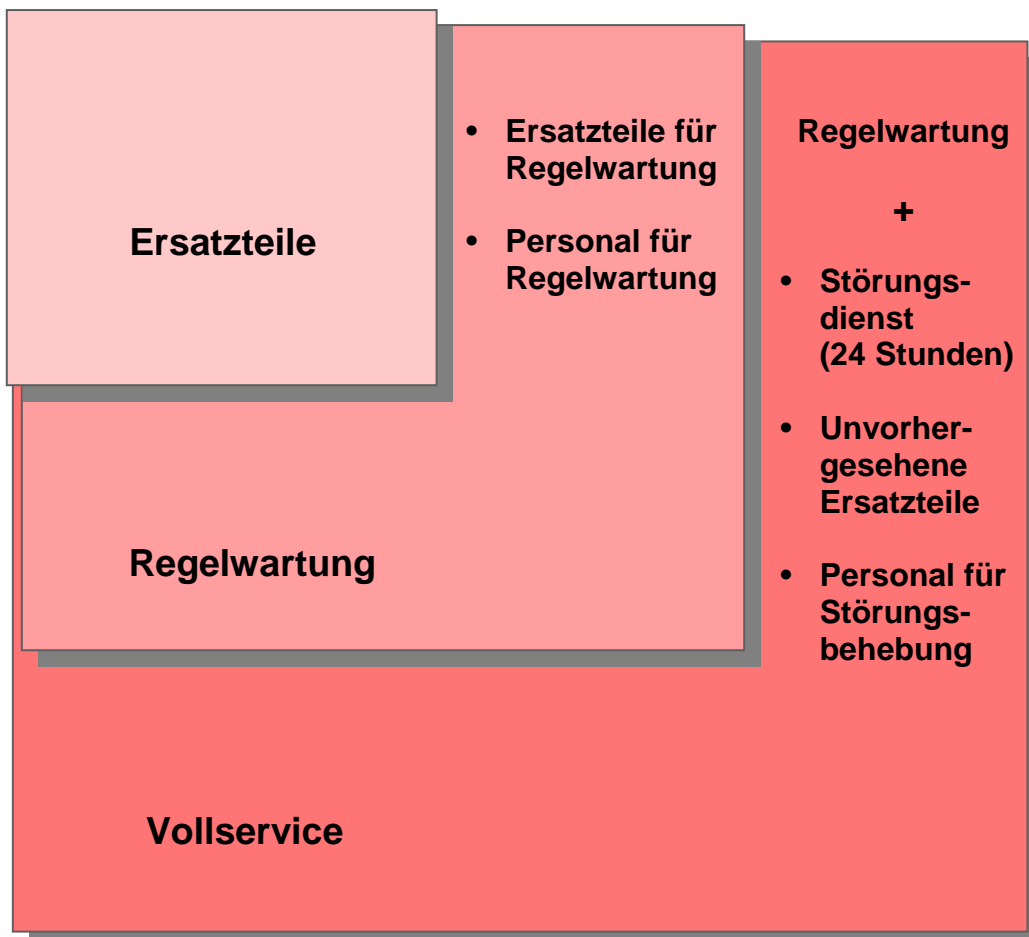 Ersatzteile
• Ersatzteile für
Regelwartung
• Personal für
Regelwartung
Regelwartung
+
• Störungs-
dienst
(24 Stunden)
• Unvorher-
gesehene
Ersatzteile
• Personal für
Störungs-
behebung
Regelwartung
Vollservice